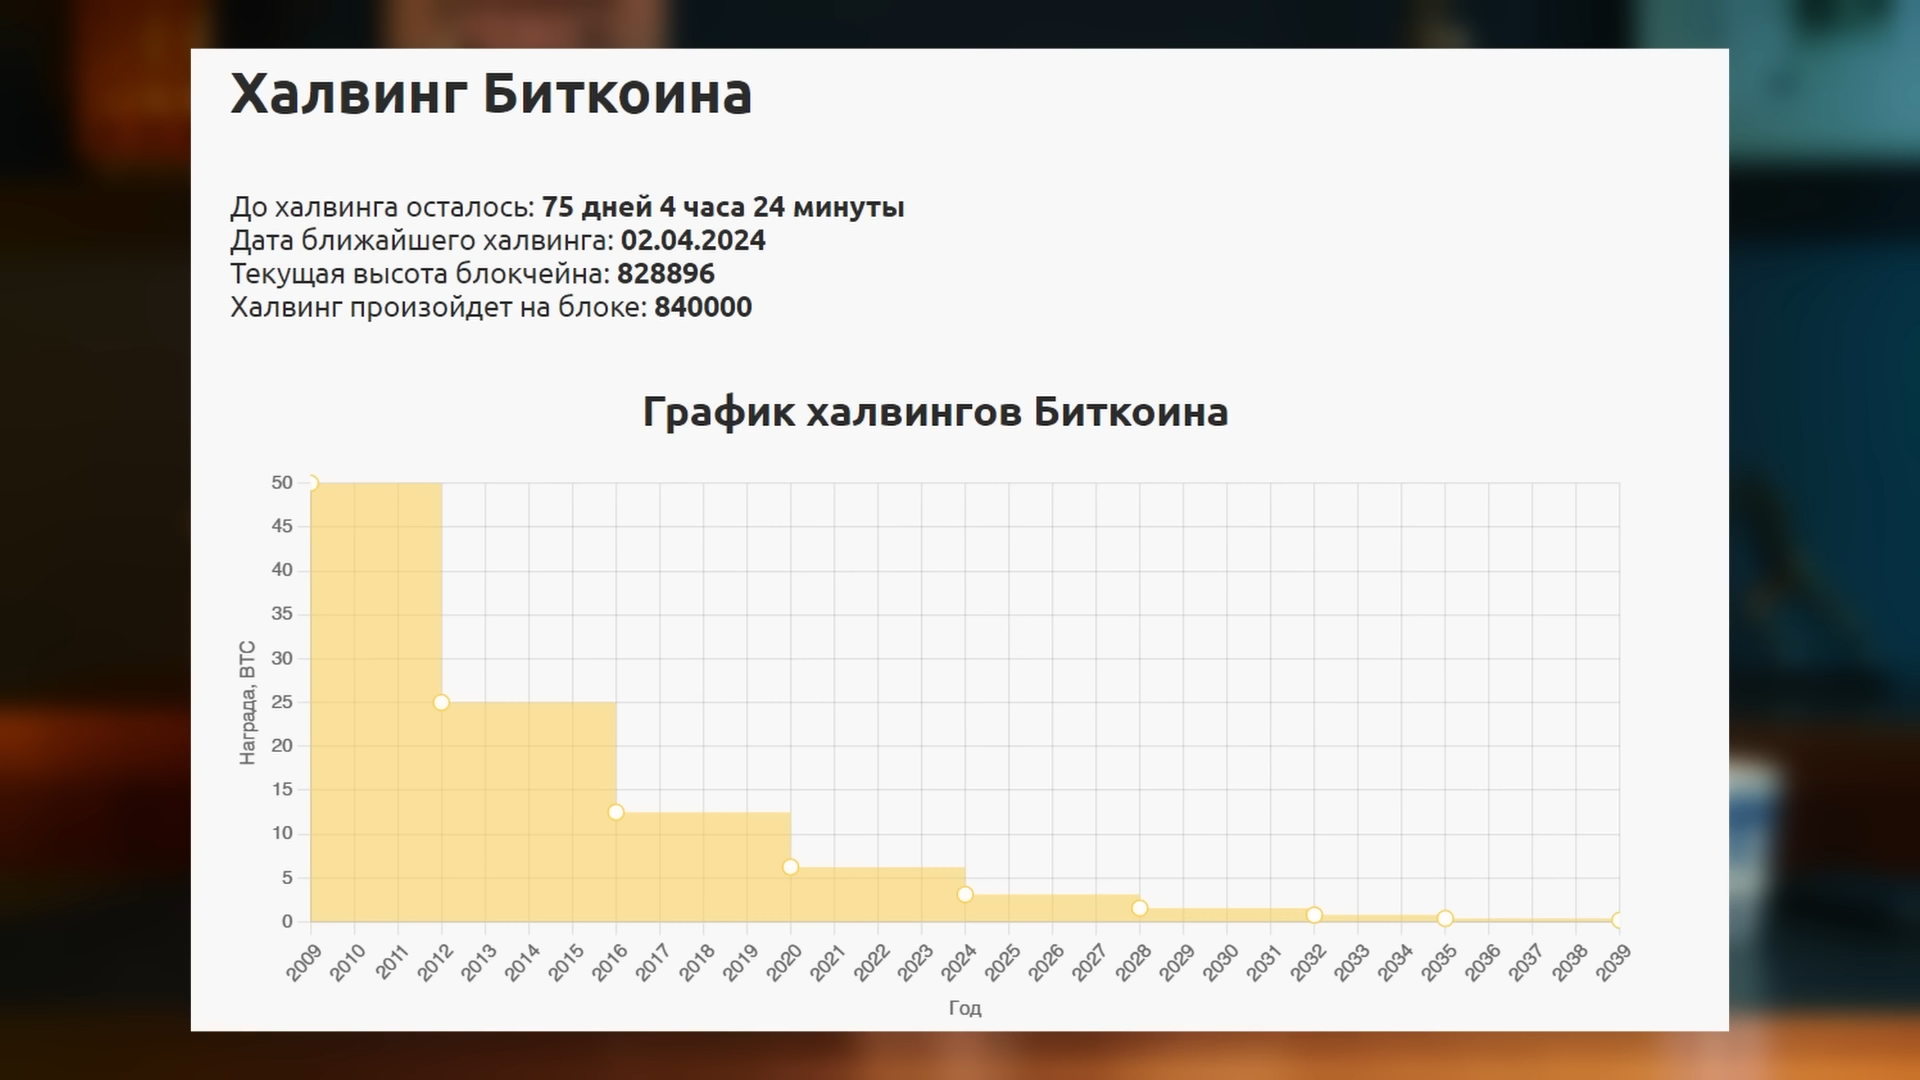 Халвинг Биткоина
До халвинга осталось: 75 дней 4 часа 24 минуты
Дата ближайшего халвинга: 02.04.2024
Текущая высота блокчейна: 828896
Халвинг произойдет на блоке: 840000
График халвингов Биткоина
50
45
40
35
30
25
20
15
10
5
0
Награда, BTC
2009 2010 2011 2012 2013 2014 2015 2016 2017 2018 2019 2020 2021 2022 2023 2024 2025 2026 2027 2028 2029 2030 2031 2032 2033 2034 2035 2036 2037 2038 2039
Год